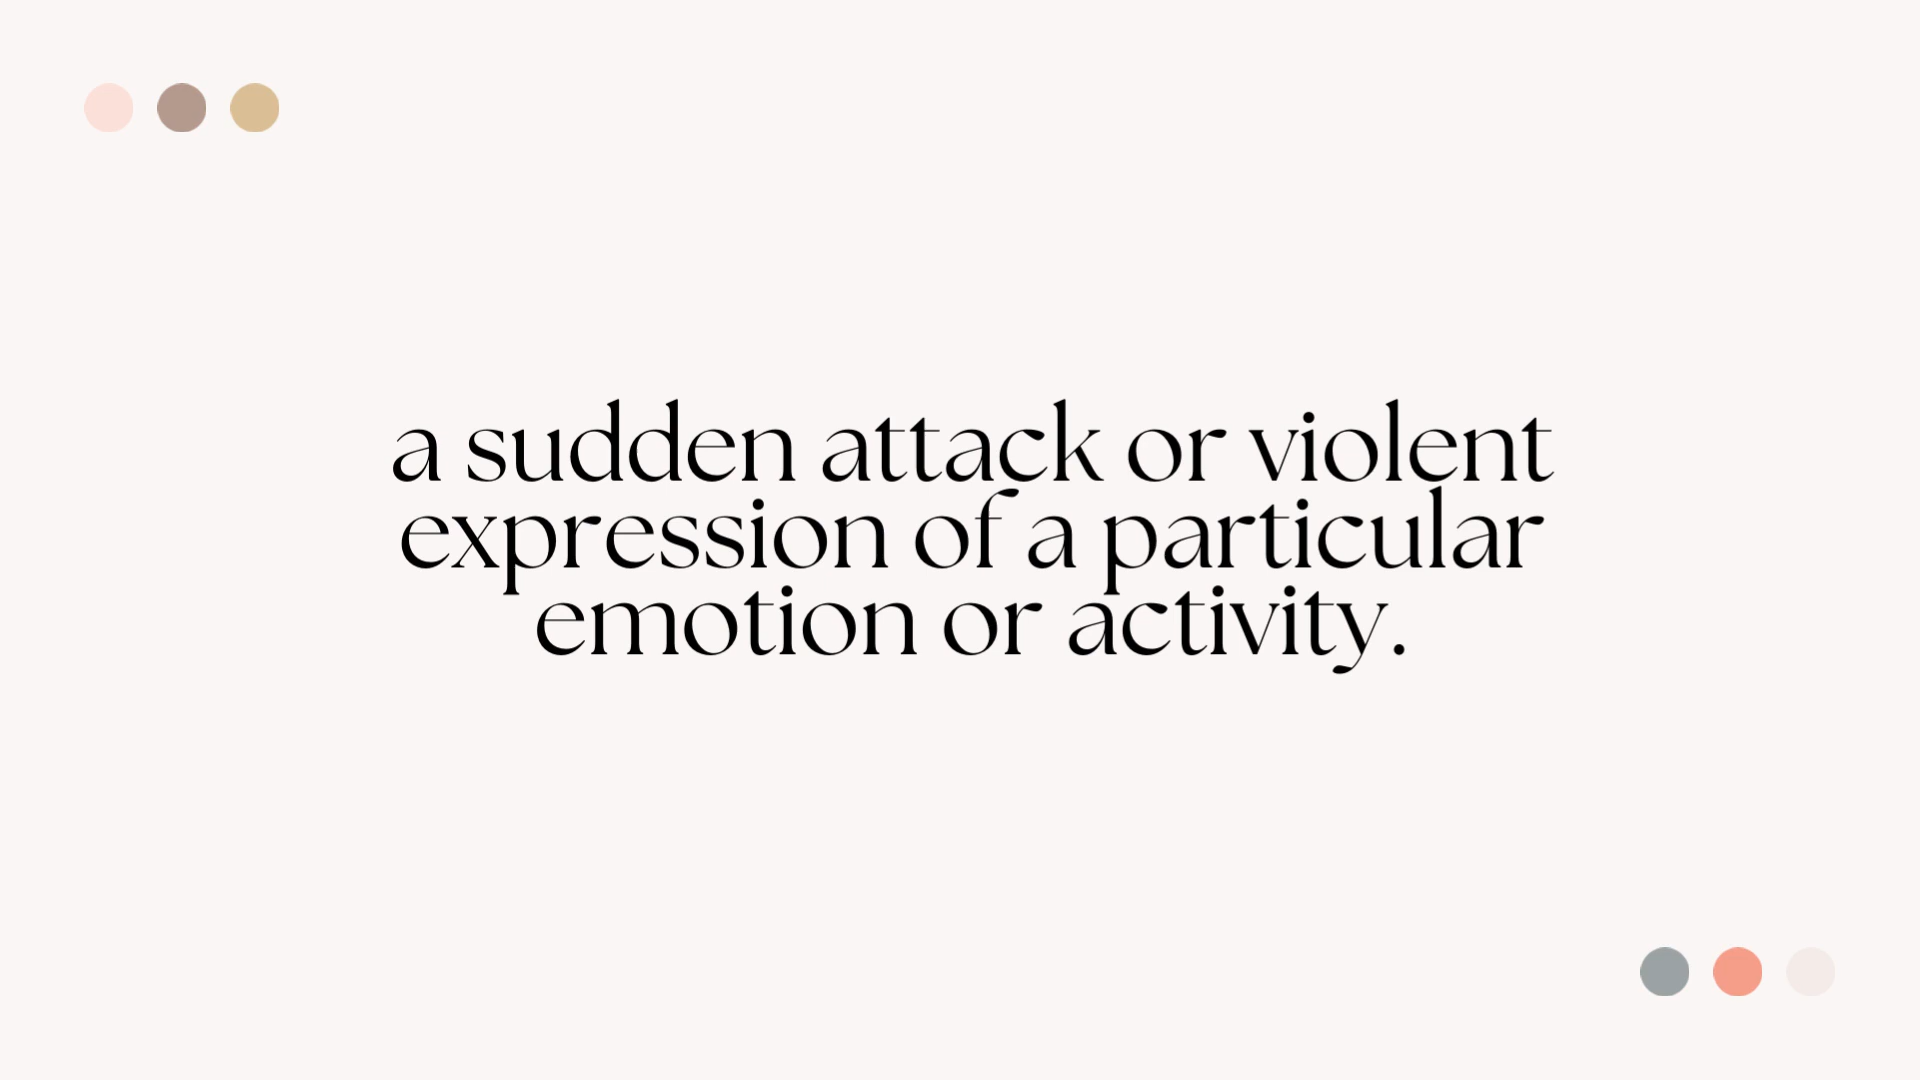 a sudden attack or violent
expression of a particular
emotion or activity.